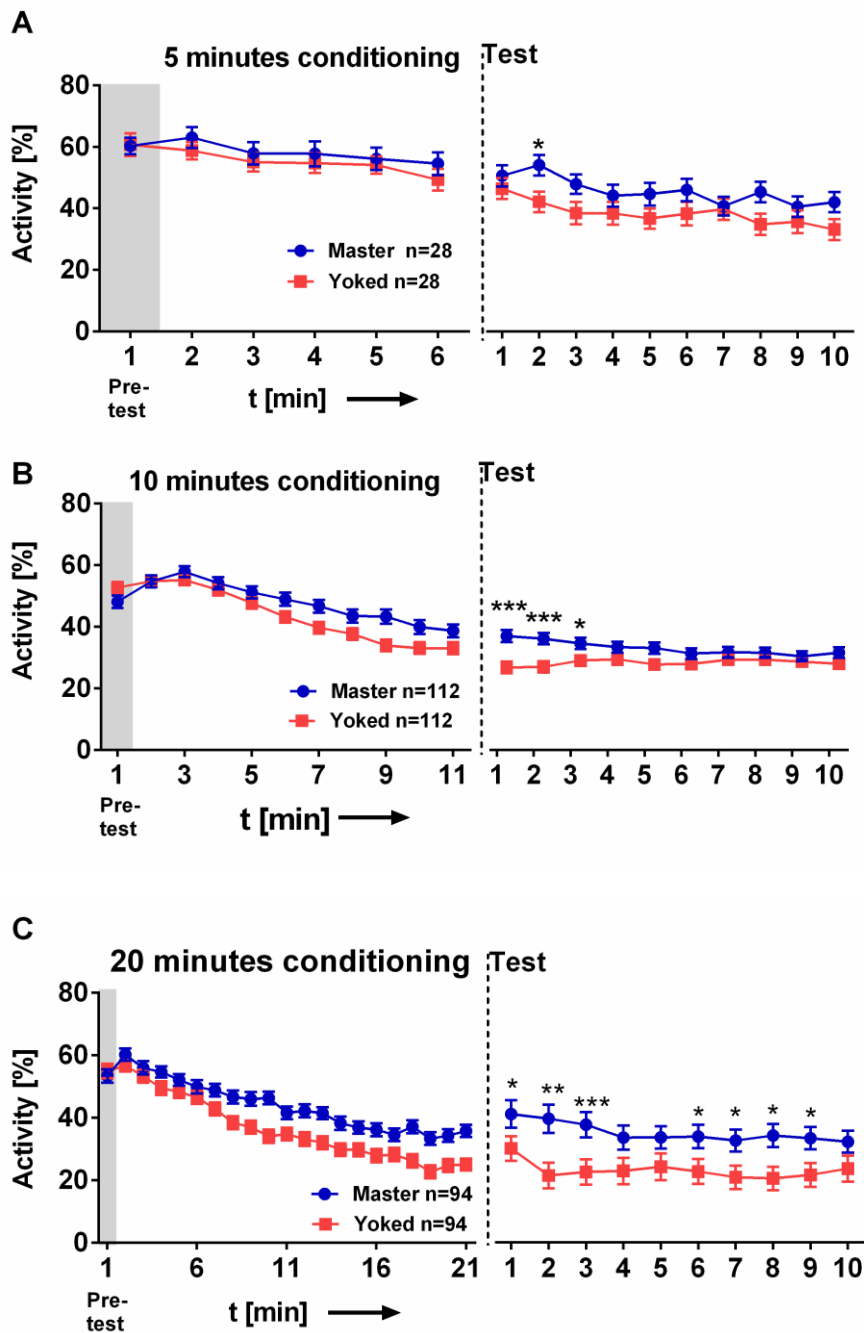 A
5 minutes conditioning
Test
Activity [%]
80
60
40
20
0
*
Master n=28
Yoked n=28
1 2 3 4 5 6
1 2 3 4 5 6 7 8 9 10
Pre-
test
t [min]
B
10 minutes conditioning
Test
Activity [%]
80
60
40
20
0
*** *** *
Master n=112
Yoked n=112
1 3 5 7 9 11
1 2 3 4 5 6 7 8 9 10
Pre-
test
t [min]
C
20 minutes conditioning
Test
Activity [%]
80
60
40
20
0
* ** *** * * * *
Master n=94
Yoked n=94
1 6 11 16 21
1 2 3 4 5 6 7 8 9 10
Pre-
test
t [min]